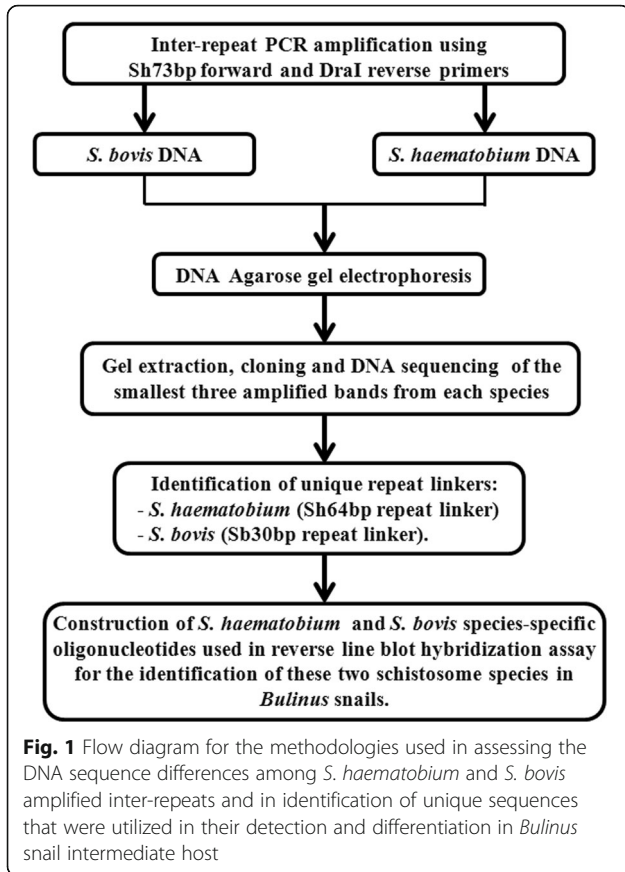 Inter-repeat PCR amplification using
Sh73bp forward and DraI reverse primers
S. bovis DNA
S. haematobium DNA
DNA Agarose gel electrophoresis
Gel extraction, cloning and DNA sequencing of the
smallest three amplified bands from each species
Identification of unique repeat linkers:
- S. haematobium (Sh64bp repeat linker)
- S. bovis (Sb30bp repeat linker).
Construction of S. haematobium and S. bovis species-specific
oligonucleotides used in reverse line blot hybridization assay
for the identification of these two schistosome species in
Bulinus snails.
Fig. 1 Flow diagram for the methodologies used in assessing the
DNA sequence differences among S. haematobium and S. bovis
amplified inter-repeats and in identification of unique sequences
that were utilized in their detection and differentiation in Bulinus
snail intermediate host